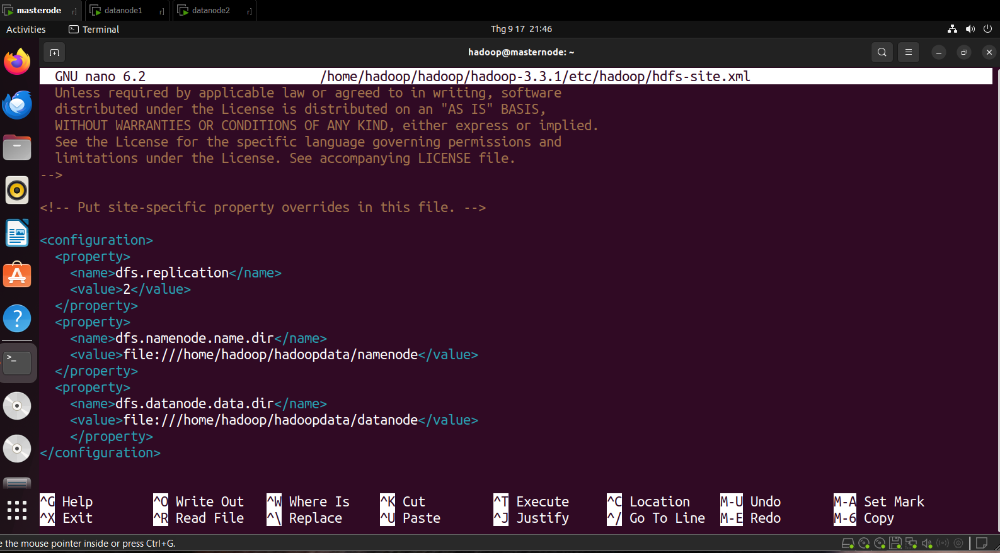 masterode
datanode1
datanode2
Activities
Terminal
Thg 9 17 21:46
hadoop@masternode: ~
GNU nano 6.2 /home/hadoop/hadoop/hadoop-3.3.1/etc/hadoop/hdfs-site.xml
Unless required by applicable law or agreed to in writing, software
distributed under the License is distributed on an "AS IS" BASIS,
WITHOUT WARRANTIES OR CONDITIONS OF ANY KIND, either express or implied.
See the License for the specific language governing permissions and
limitations under the License. See accompanying LICENSE file.
-->
<!-- Put site-specific property overrides in this file. -->
<configuration>
<property>
<name>dfs.replication</name>
<value>2</value>
</property>
<property>
<name>dfs.namenode.name.dir</name>
<value>file:///home/hadoop/hadoopdata/namenode</value>
</property>
<property>
<name>dfs.datanode.data.dir</name>
<value>file:///home/hadoop/hadoopdata/datanode</value>
</property>
</configuration>
^G Help ^O Write Out ^W Where Is ^K Cut ^T Execute ^C Location M-U Undo M-A Set Mark
^X Exit ^R Read File ^\ Replace ^U Paste ^J Justify ^/ Go To Line M-E Redo M-6 Copy
e the mouse pointer inside or press Ctrl+G.